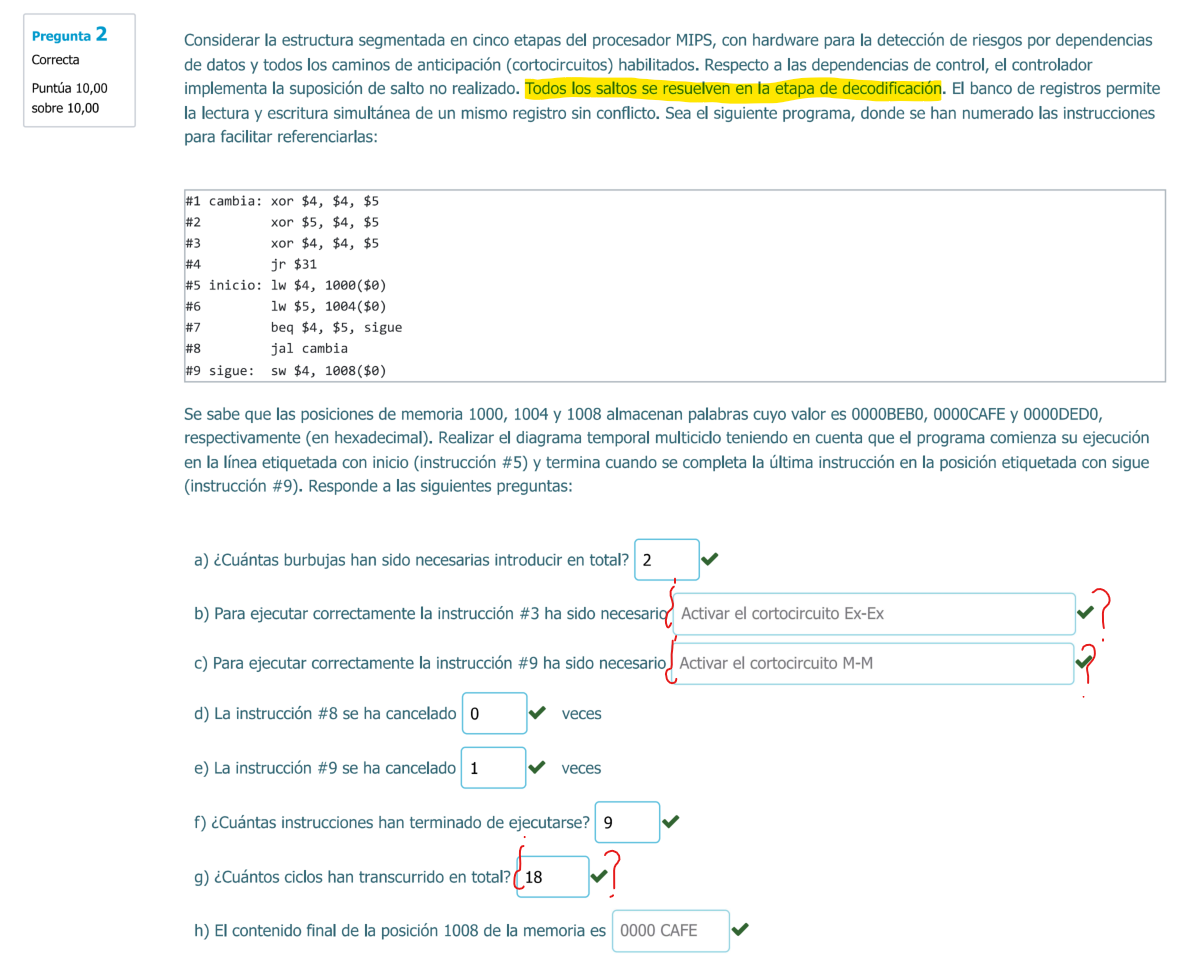 Pregunta 2
Correcta
Puntúa 10,00
sobre 10,00
Considerar la estructura segmentada en cinco etapas del procesador MIPS, con hardware para la detección de riesgos por dependencias
de datos y todos los caminos de anticipación (cortocircuitos) habilitados. Respecto a las dependencias de control, el controlador
implementa la suposición de salto no realizado. Todos los saltos se resuelven en la etapa de decodificación. El banco de registros permite
la lectura y escritura simultánea de un mismo registro sin conflicto. Sea el siguiente programa, donde se han numerado las instrucciones
para facilitar referenciarlas:
#1 cambia: xor $4, $4, $5
#2 xor $5, $4, $5
#3 xor $4, $4, $5
#4 jr $31
#5 inicio: lw $4, 1000($0)
#6 lw $5, 1004($0)
#7 beq $4, $5, sigue
#8 jal cambia
#9 sigue: sw $4, 1008($0)
Se sabe que las posiciones de memoria 1000, 1004 y 1008 almacenan palabras cuyo valor es 0000BEB0, 0000CAFE y 0000DED0,
respectivamente (en hexadecimal). Realizar el diagrama temporal multiciclo teniendo en cuenta que el programa comienza su ejecución
en la línea etiquetada con inicio (instrucción #5) y termina cuando se completa la última instrucción en la posición etiquetada con sigue
(instrucción #9). Responde a las siguientes preguntas:
a) ¿Cuántas burbujas han sido necesarias introducir en total? 2
b) Para ejecutar correctamente la instrucción #3 ha sido necesario ¿ Activar el cortocircuito Ex-Ex ?
c) Para ejecutar correctamente la instrucción #9 ha sido necesario ¿ Activar el cortocircuito M-M ?
d) La instrucción #8 se ha cancelado 0 veces
e) La instrucción #9 se ha cancelado 1 veces
f) ¿Cuántas instrucciones han terminado de ejecutarse? 9
g) ¿Cuántos ciclos han transcurrido en total? ¿ 18 ?
h) El contenido final de la posición 1008 de la memoria es 0000 CAFE